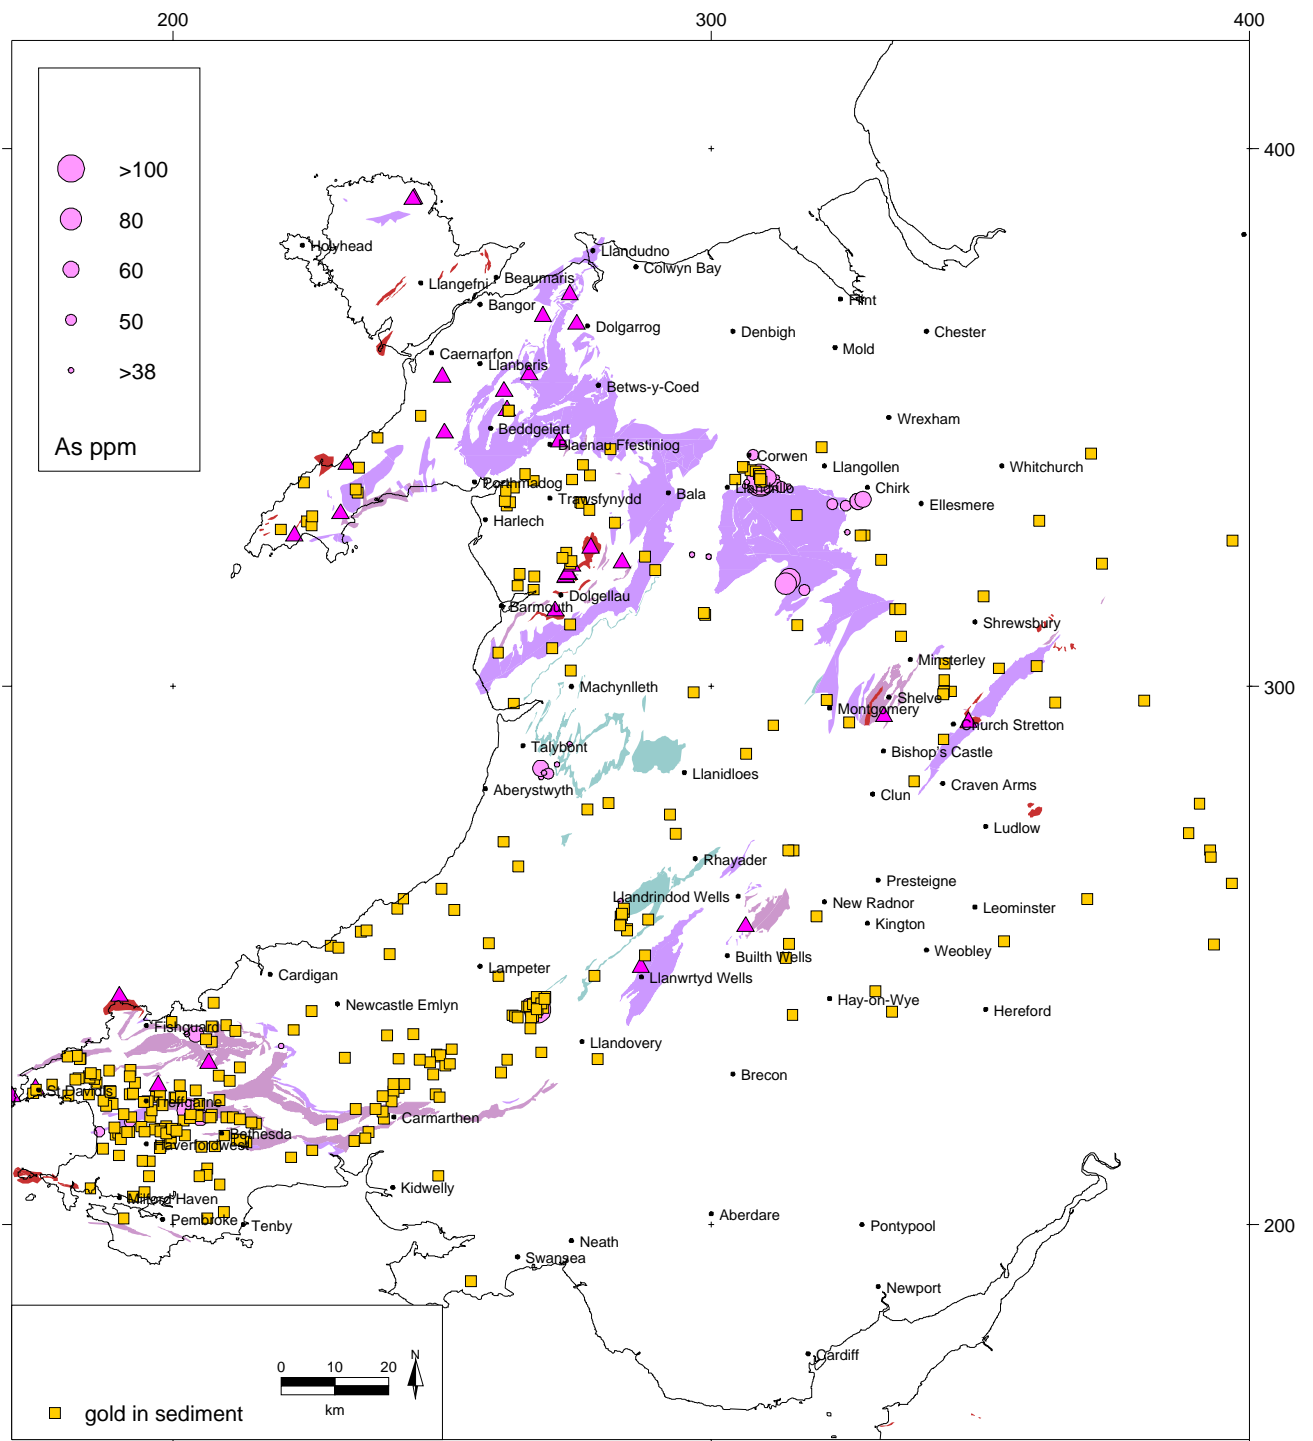 200
300
400
>100
80
60
50
>38
As ppm
400
300
200
Holyhead
Llangefni
Beaumaris
Bangor
Llandudno
Colwyn Bay
Flint
Dolgarrog
Denbigh
Chester
Mold
Caernarfon
Llanberis
Betws-y-Coed
Wrexham
Beddgelert
Blaenau Ffestiniog
Corwen
Llangollen
Whitchurch
Porthmadog
Trawsfynydd
Bala
Llandrillo
Chirk
Ellesmere
Harlech
Dolgellau
Barmouth
Shrewsbury
Minsterley
Machynlleth
Shelve
Montgomery
Church Stretton
Talybont
Bishop's Castle
Llanidloes
Aberystwyth
Craven Arms
Clun
Ludlow
Rhayader
Presteigne
Llandrindod Wells
New Radnor
Leominster
Kington
Weobley
Builth Wells
Lampeter
Cardigan
Llanwrtyd Wells
Newcastle Emlyn
Hay-on-Wye
Hereford
Fishguard
Llandovery
Brecon
St Davids
Treffgarne
Carmarthen
Bethesda
Haverfordwest
Kidwelly
Milford Haven
Pembroke
Tenby
Aberdare
Pontypool
Neath
Swansea
Newport
Cardiff
0
10
20
N
km
gold in sediment